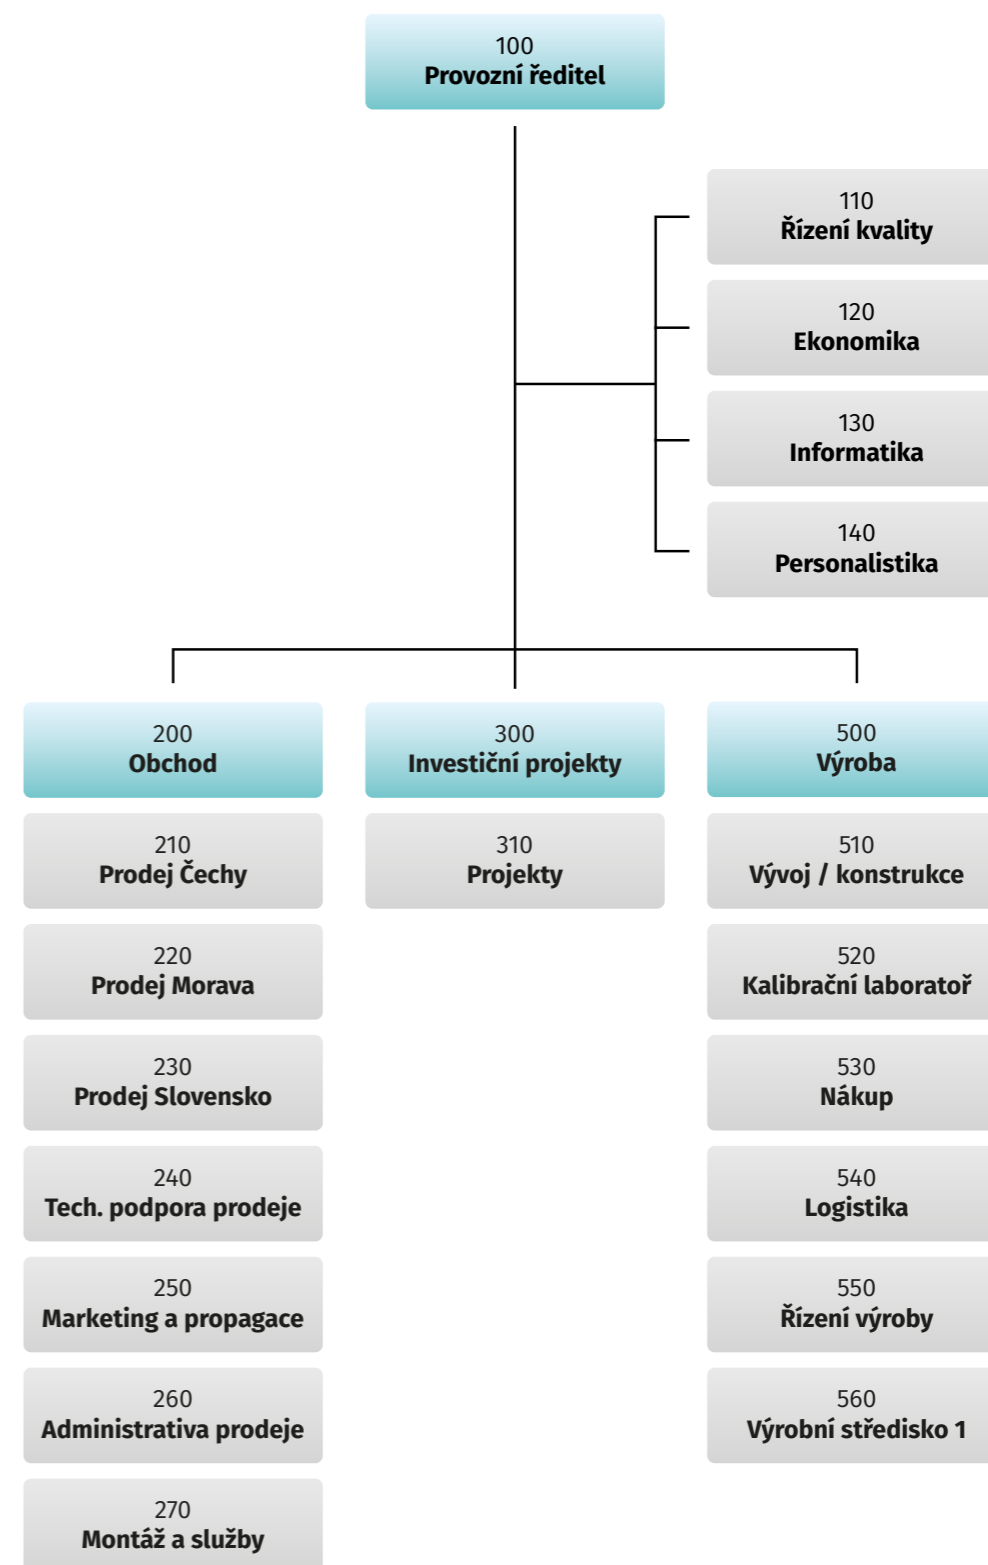 100
Provozní ředitel
110
Řízení kvality
120
Ekonomika
130
Informatika
140
Personalistika
200
Obchod
300
Investiční projekty
500
Výroba
210
Prodej Čechy
310
Projekty
510
Vývoj / konstrukce
220
Prodej Morava
520
Kalibrační laboratoř
230
Prodej Slovensko
530
Nákup
240
Tech. podpora prodeje
540
Logistika
250
Marketing a propagace
550
Řízení výroby
260
Administrativa prodeje
560
Výrobní středisko 1
270
Montáž a služby